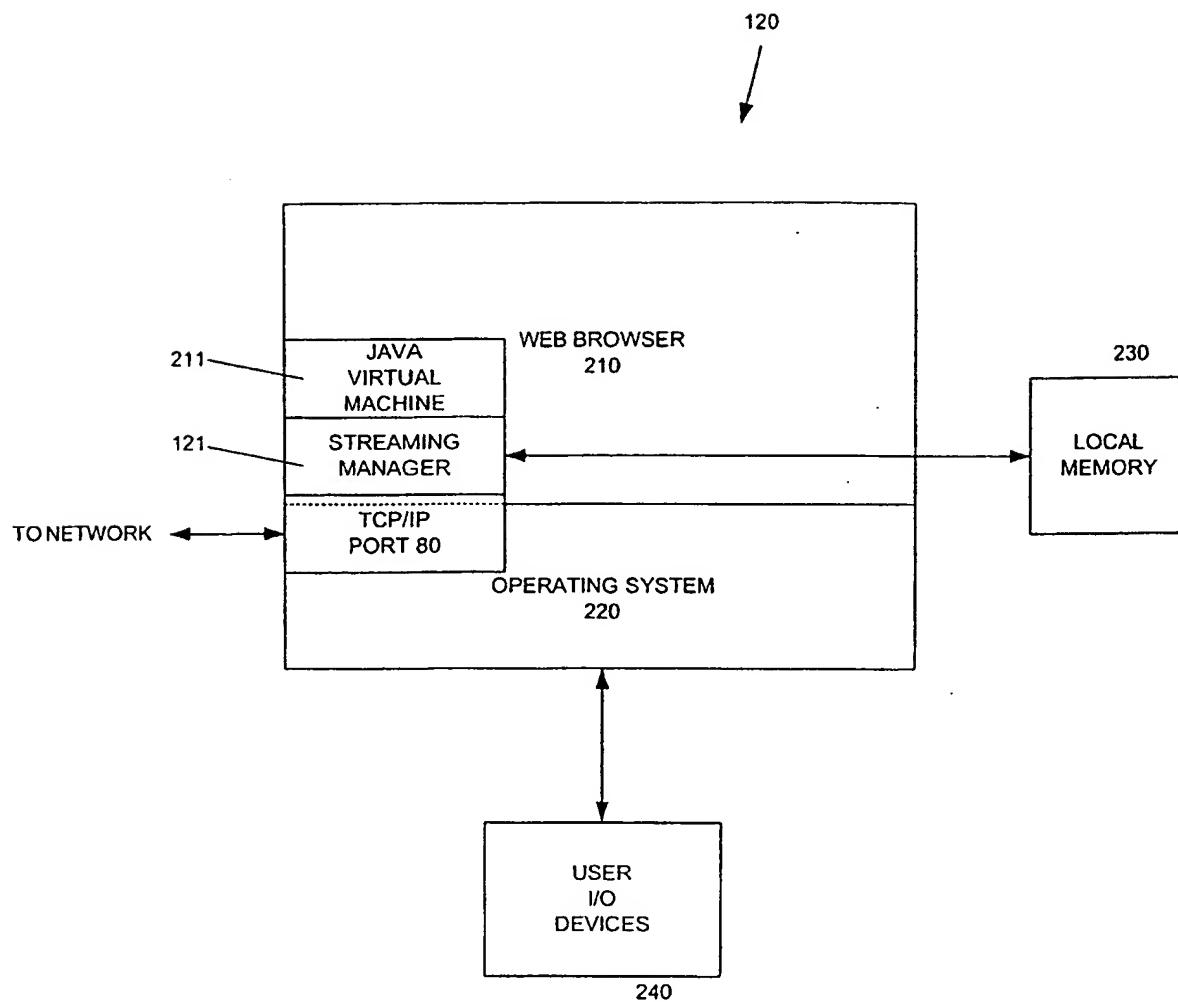 120
WEB BROWSER
210
211
JAVA
VIRTUAL
MACHINE
230
121
STREAMING
MANAGER
LOCAL
MEMORY
TO NETWORK
TCP/IP
PORT 80
OPERATING SYSTEM
220
USER
I/O
DEVICES
240